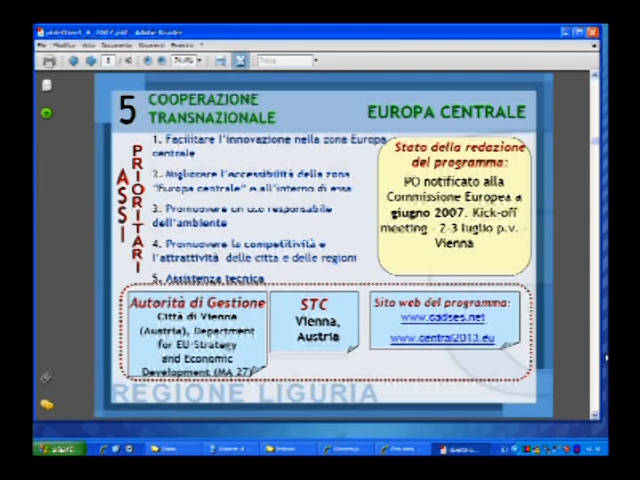 Adobe Reader
5 COOPERAZIONE
TRANSNAZIONALE
EUROPA CENTRALE
ASSI
PRIORITARI
1. Facilitare l'innovazione nella zona Europa
centrale
2. Migliorare l'accessibilità della zona
"Europa centrale" e all'interno di essa
3. Promuovere un uso responsabile
dell'ambiente
4. Promuovere la competitività e
l'attrattività delle città e delle regioni
5. Assistenza tecnica
Stato della redazione
del programma:
PO notificato alla
Commissione Europea a
giugno 2007. Kick-off
meeting - 2-3 luglio p.v. -
Vienna
Autorità di Gestione
Città di Vienna
(Austria), Department
for EU-Strategy
and Economic
Development (MA 27)
STC
Vienna,
Austria
Sito web del programma:
www.cadses.net
www.central2013.eu
REGIONE LIGURIA
start